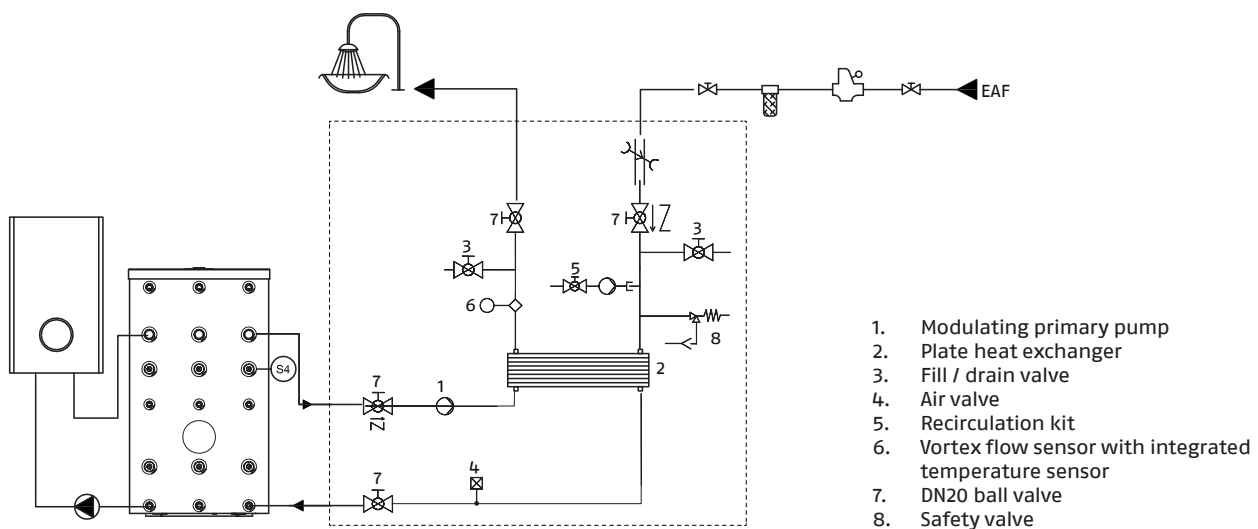 EAF
7
7
3
3
5
6
8
S4
2
7
1
4
7
1. Modulating primary pump
2. Plate heat exchanger
3. Fill / drain valve
4. Air valve
5. Recirculation kit
6. Vortex flow sensor with integrated
temperature sensor
7. DN20 ball valve
8. Safety valve